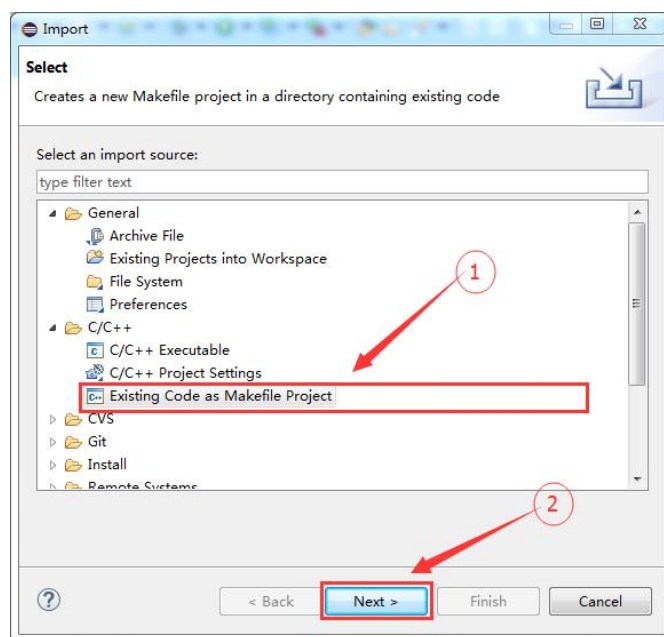 Import
Select
Creates a new Makefile project in a directory containing existing code
Select an import source:
type filter text
General
Archive File
Existing Projects into Workspace
File System
Preferences
1
C/C++
C/C++ Executable
C/C++ Project Settings
Existing Code as Makefile Project
CVS
Git
Install
Remote Systems
2
< Back Next > Finish Cancel